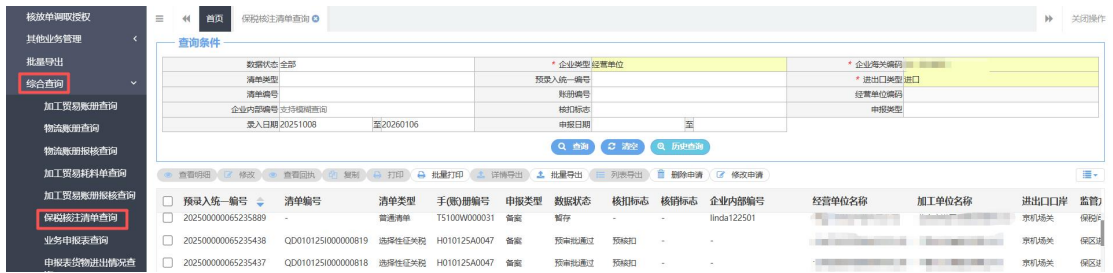 核放单调取授权
其他业务管理
批量导出
综合查询
加工贸易账册查询
物流账册查询
物流账册报核查询
加工贸易耗料单查询
加工贸易账册报核查询
保税核注清单查询
业务申报表查询
申报表货物进出情况查
首页 保税核注清单查询 关闭操作
查询条件
数据状态 全部 * 企业类型 经营单位 * 企业海关编码
清单类型 预录入统一编号 * 进出口类型 进口
清单编号 账册编号 经营单位编码
企业内部编号 支持模糊查询 核扣标志 申报类型
录入日期 20251008 至 20260106 申报日期 至
查询 清空 历史查询
查看明细 修改 查看回执 复制 打印 批量打印 详情导出 批量导出 列表导出 删除申请 修改申请
预录入统一编号 清单编号 清单类型 手(账)册编号 申报类型 数据状态 核扣标志 核销标志 企业内部编号 经营单位名称 加工单位名称 进出口口岸
202500000065235889 - 普通清单 T5100W000031 备案 暂存 - - linda122501 京机场关
202500000065235438 QD010125I000000819 选择性征关税 H010125A0047 备案 预审批通过 预核扣 - - 京机场关
202500000065235437 QD010125I000000818 选择性征关税 H010125A0047 备案 预审批通过 预核扣 - - 京机场关